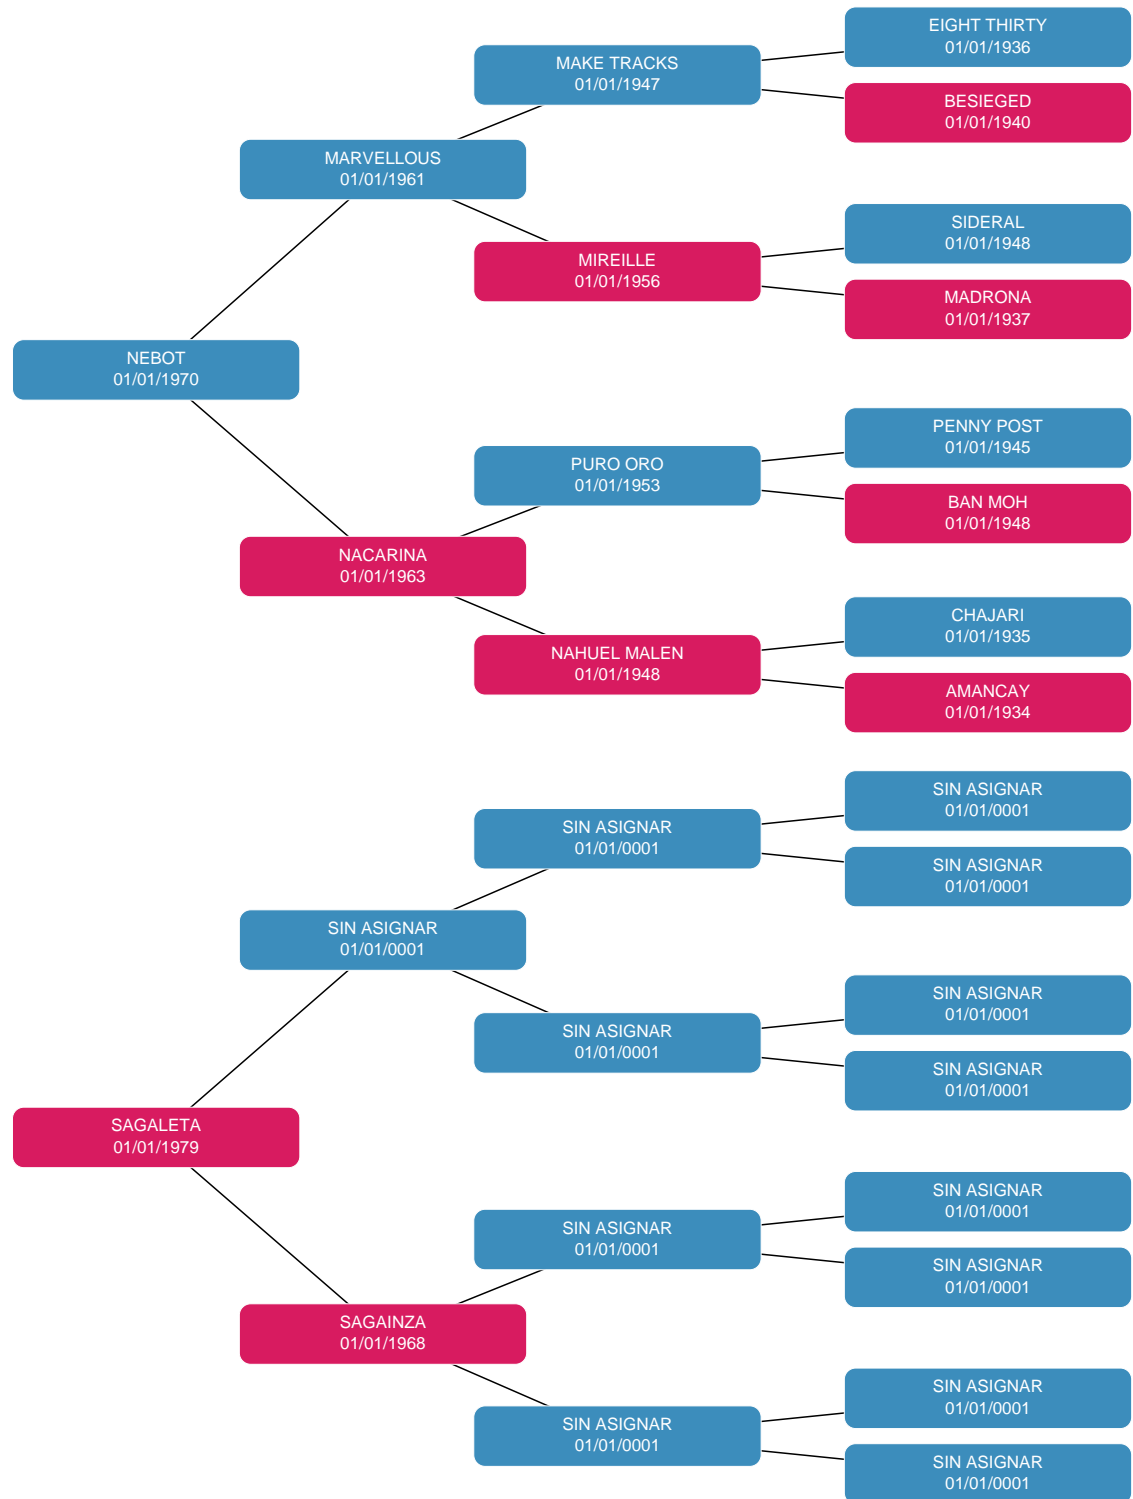 EIGHT THIRTY
01/01/1936
MAKE TRACKS
01/01/1947
BESIEGED
01/01/1940
MARVELLOUS
01/01/1961
SIDERAL
01/01/1948
MIREILLE
01/01/1956
MADRONA
01/01/1937
NEBOT
01/01/1970
PENNY POST
01/01/1945
PURO ORO
01/01/1953
BAN MOH
01/01/1948
NACARINA
01/01/1963
CHAJARI
01/01/1935
NAHUEL MALEN
01/01/1948
AMANCAY
01/01/1934
SIN ASIGNAR
01/01/0001
SIN ASIGNAR
01/01/0001
SIN ASIGNAR
01/01/0001
SIN ASIGNAR
01/01/0001
SIN ASIGNAR
01/01/0001
SIN ASIGNAR
01/01/0001
SIN ASIGNAR
01/01/0001
SAGALETA
01/01/1979
SIN ASIGNAR
01/01/0001
SIN ASIGNAR
01/01/0001
SIN ASIGNAR
01/01/0001
SAGAINZA
01/01/1968
SIN ASIGNAR
01/01/0001
SIN ASIGNAR
01/01/0001
SIN ASIGNAR
01/01/0001